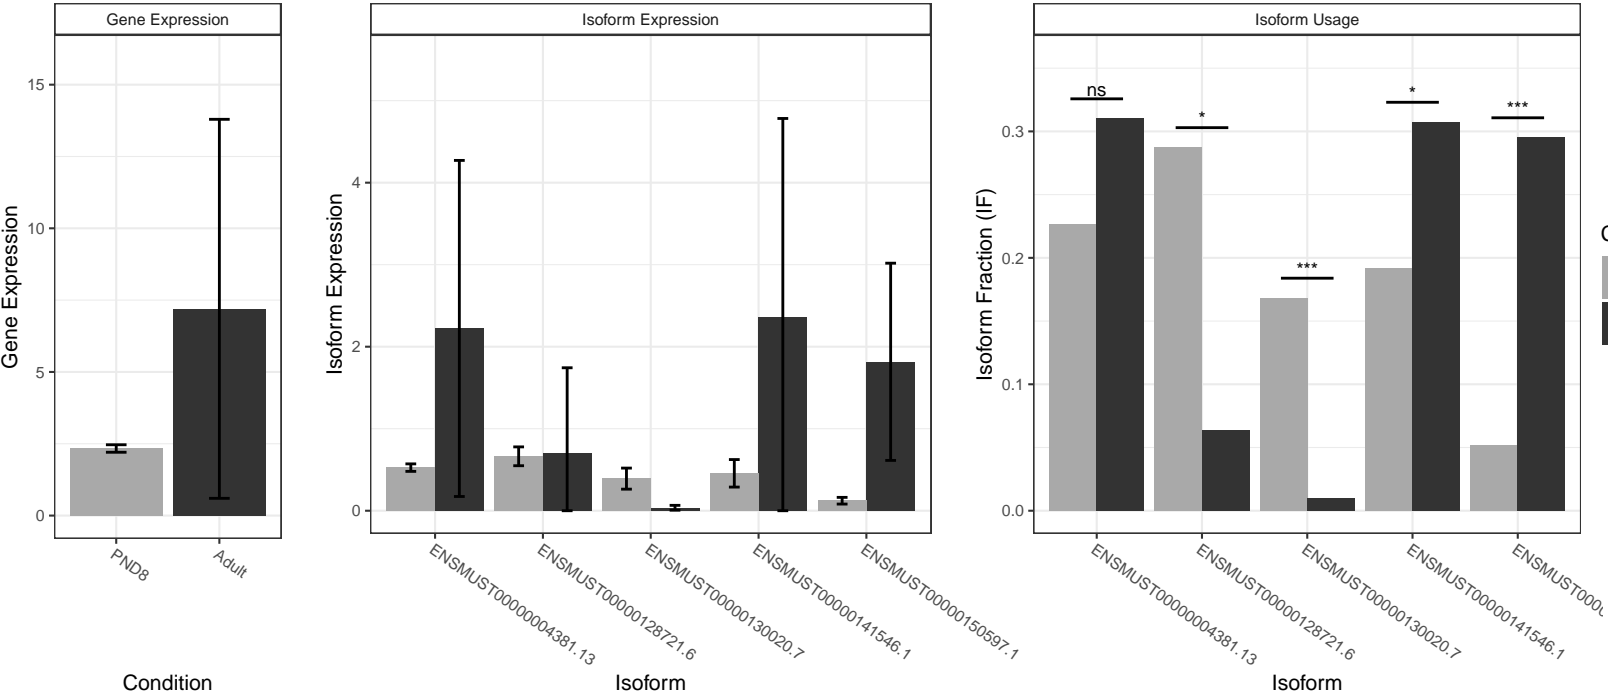 Gene Expression
Isoform Expression
Isoform Usage
Gene Expression
15
10
5
0
PND8
Adult
Condition
Isoform Expression
4
2
0
ENSMUST00000004381.13
ENSMUST00000128721.6
ENSMUST00000130020.7
ENSMUST00000141546.1
ENSMUST00000150597.1
Isoform
Isoform Fraction (IF)
0.3
0.2
0.1
0.0
ns
*
***
*
***
ENSMUST00000004381.13
ENSMUST00000128721.6
ENSMUST00000130020.7
ENSMUST00000141546.1
Isoform